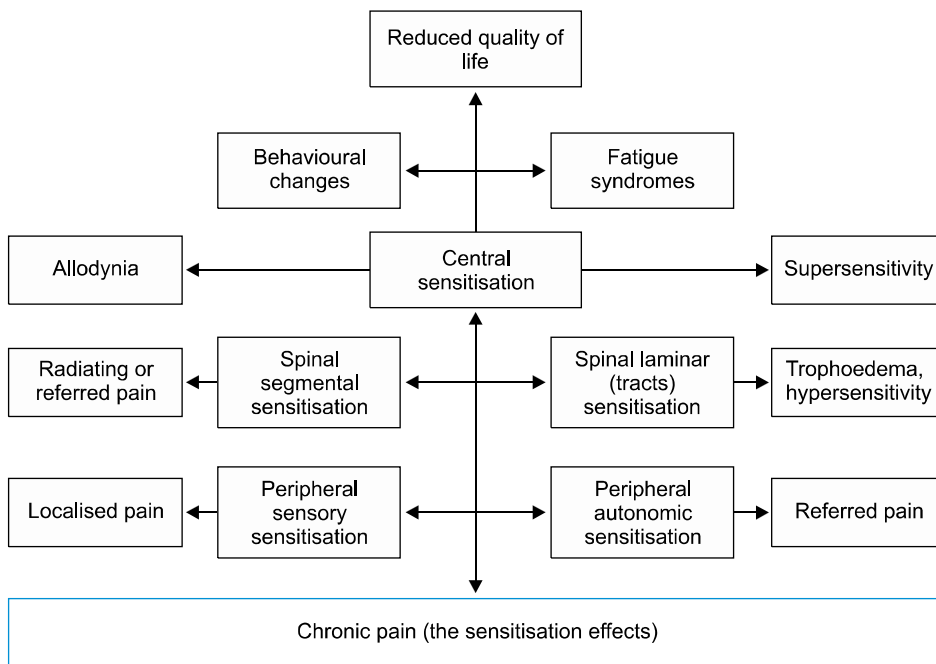 Reduced quality of
life
Behavioural
changes
Fatigue
syndromes
Allodynia
Central
sensitisation
Supersensitivity
Radiating or
referred pain
Spinal
segmental
sensitisation
Spinal laminar
(tracts)
sensitisation
Trophoedema,
hypersensitivity
Localised pain
Peripheral
sensory
sensitisation
Peripheral
autonomic
sensitisation
Referred pain
Chronic pain (the sensitisation effects)